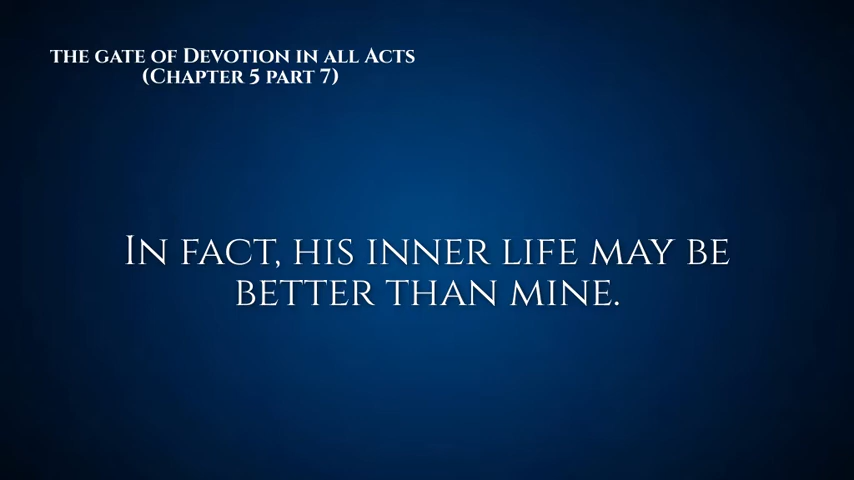 the gate of Devotion in all Acts
(Chapter 5 part 7)
In fact, his inner life may be
better than mine.